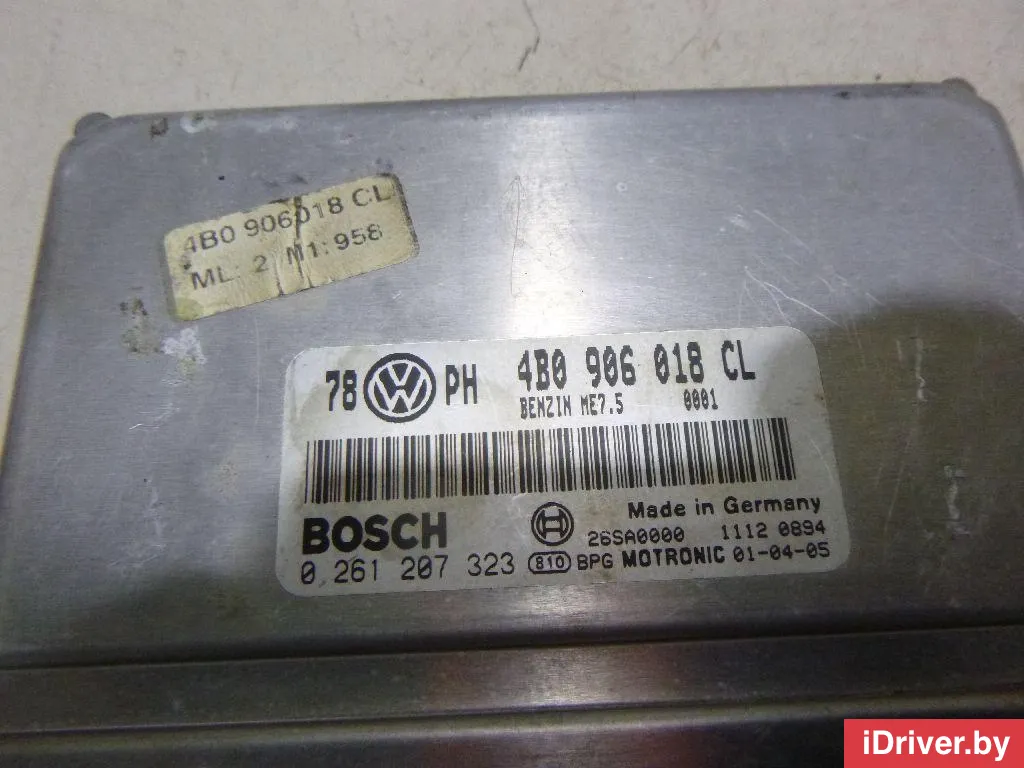 4B0 906018 CL
ML: 2 M1:958
78 VW PH 4B0 906 018 CL
BENZIN ME7.5 0001
Made in Germany
BOSCH 26SA0000 1112 0894
0 261 207 323 810 BPG MOTRONIC 01-04-05
iDriver.by